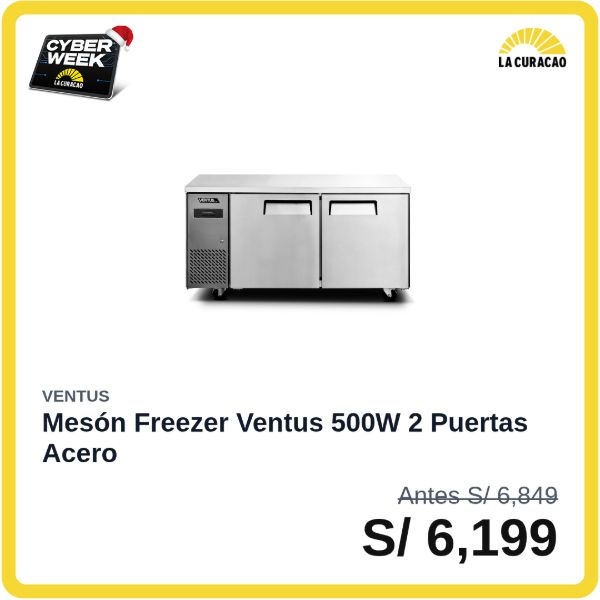 CYBER
WEEK
LA CURACAO
LA CURACAO
VENTUS
VENTUS
Mesón Freezer Ventus 500W 2 Puertas
Acero
Antes S/ 6,849
S/ 6,199